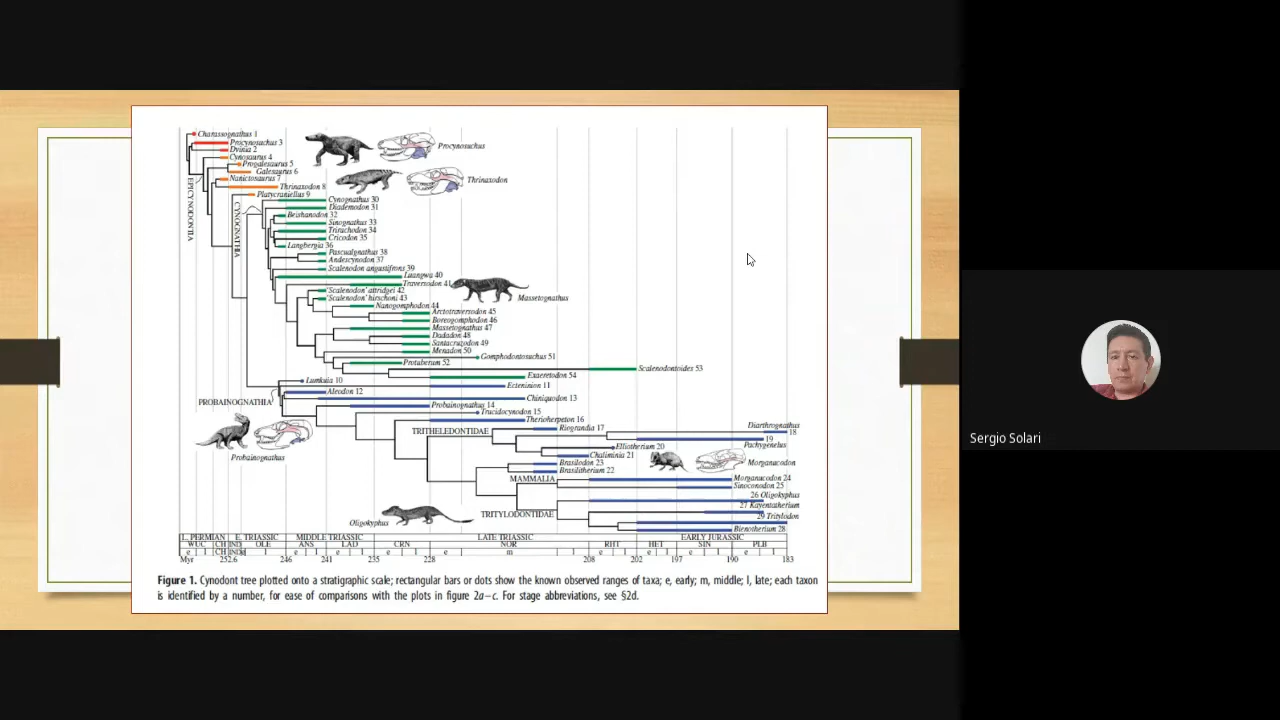 Charassognathus 1
Procynosuchus 3
Dvinia 2
Cynosaurus 4
Progalesaurus 5
Galesaurus 6
Nanictosaurus 7
Thrinaxodon 8
Platycraniellus 9
Procynosuchus
Thrinaxodon
EPICYNODONTIA
CYNOGNATHIA
Cynognathus 30
Diademodon 31
Beishanodon 32
Sinognathus 33
Trirachodon 34
Cricodon 35
Langbergia 36
Pascualgnathus 38
Andescynodon 37
Scalenodon angustifrons 39
Luangwa 40
Traversodon 41
'Scalenodon' attridgei 42
'Scalenodon' hirschoni 43
Massetognathus
Nanogomphodon 44
Arctotraversodon 45
Boreogomphodon 46
Massetognathus 47
Dadadon 48
Santacruzodon 49
Menadon 50
Gomphodontosuchus 51
Protuberum 52
Scalenodontoides 53
Exaeretodon 54
Lumkuia 10
Ecteninion 11
Aleodon 12
Chiniquodon 13
PROBAINOGNATHIA
Probainognathus 14
Trucidocynodon 15
Therioherpeton 16
Probainognathus
TRITHELEDONTIDAE
Riograndia 17
Diarthrognathus
18
19
Pachygenelus
Elliotherium 20
Chaliminia 21
Brasilodon 23
Brasilitherium 22
Morganucodon
MAMMALIA
Morganucodon 24
Sinoconodon 25
26 Oligokyphus
27 Kayentatherium
TRITYLODONTIDAE
29 Tritylodon
Bienotherium 28
Oligokyphus
L. PERMIAN E. TRIASSIC MIDDLE TRIASSIC LATE TRIASSIC EARLY JURASSIC
WUC CH IND OLE ANS LAD CRN NOR RHT HET SIN PLB
Myr 252.6 246 241 235 228 208 202 197 190 183
Figure 1. Cynodont tree plotted onto a stratigraphic scale; rectangular bars or dots show the known observed ranges of taxa; e, early; m, middle; l, late; each taxon
is identified by a number, for ease of comparisons with the plots in figure 2a–c. For stage abbreviations, see §2d.
Sergio Solari